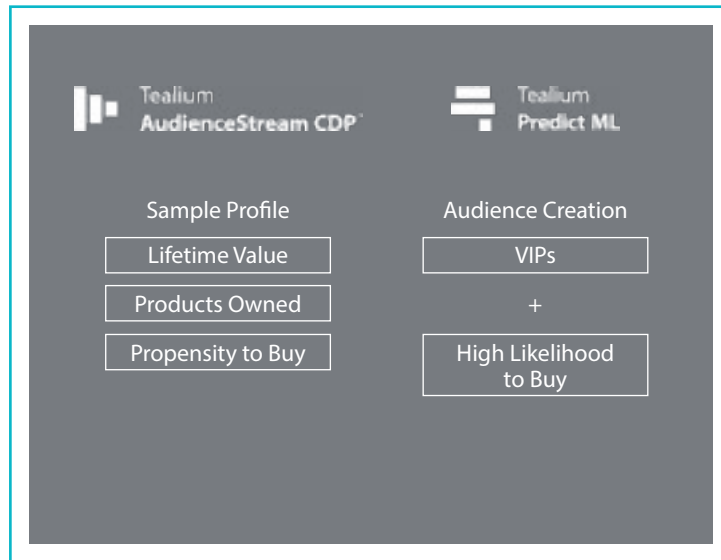 Tealium
AudienceStream CDP™
Tealium
Predict ML
Sample Profile
Lifetime Value
Products Owned
Propensity to Buy
Audience Creation
VIPs
+
High Likelihood
to Buy